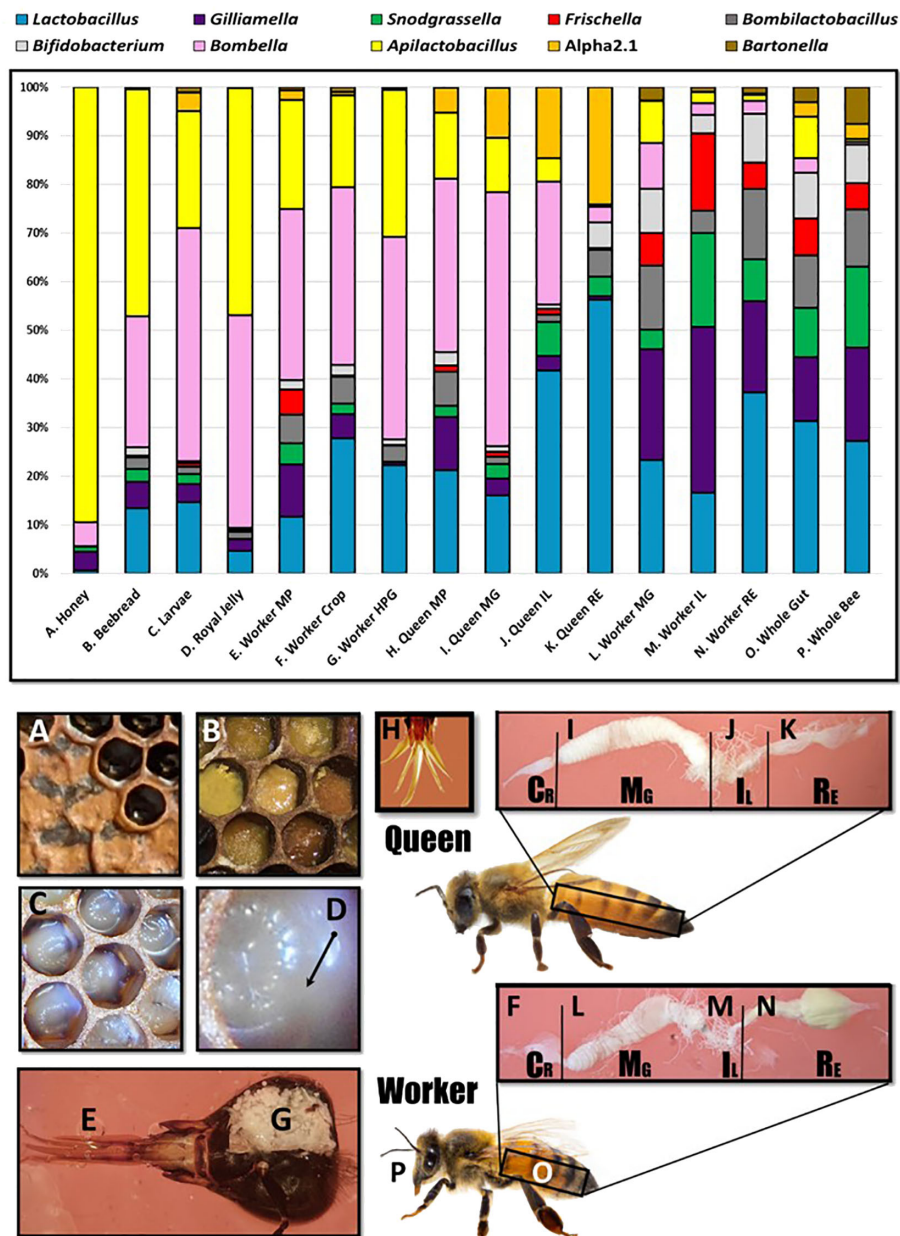 Lactobacillus Gilliamella Snodgrassella Frischella Bombilactobacillus
Bifidobacterium Bombella Apilactobacillus Alpha2.1 Bartonella
100%
90%
80%
70%
60%
50%
40%
30%
20%
10%
0%
A. Honey
B. Beebread
C. Larvae
D. Royal Jelly
E. Worker MP
F. Worker Crop
G. Worker HPG
H. Queen MP
I. Queen MG
J. Queen IL
K. Queen RE
L. Worker MG
M. Worker IL
N. Worker RE
O. Whole Gut
P. Whole Bee
A
B
H
I J K
CR MG IL RE
Queen
C
D
F L M N
CR MG IL RE
E
G
Worker
P
O